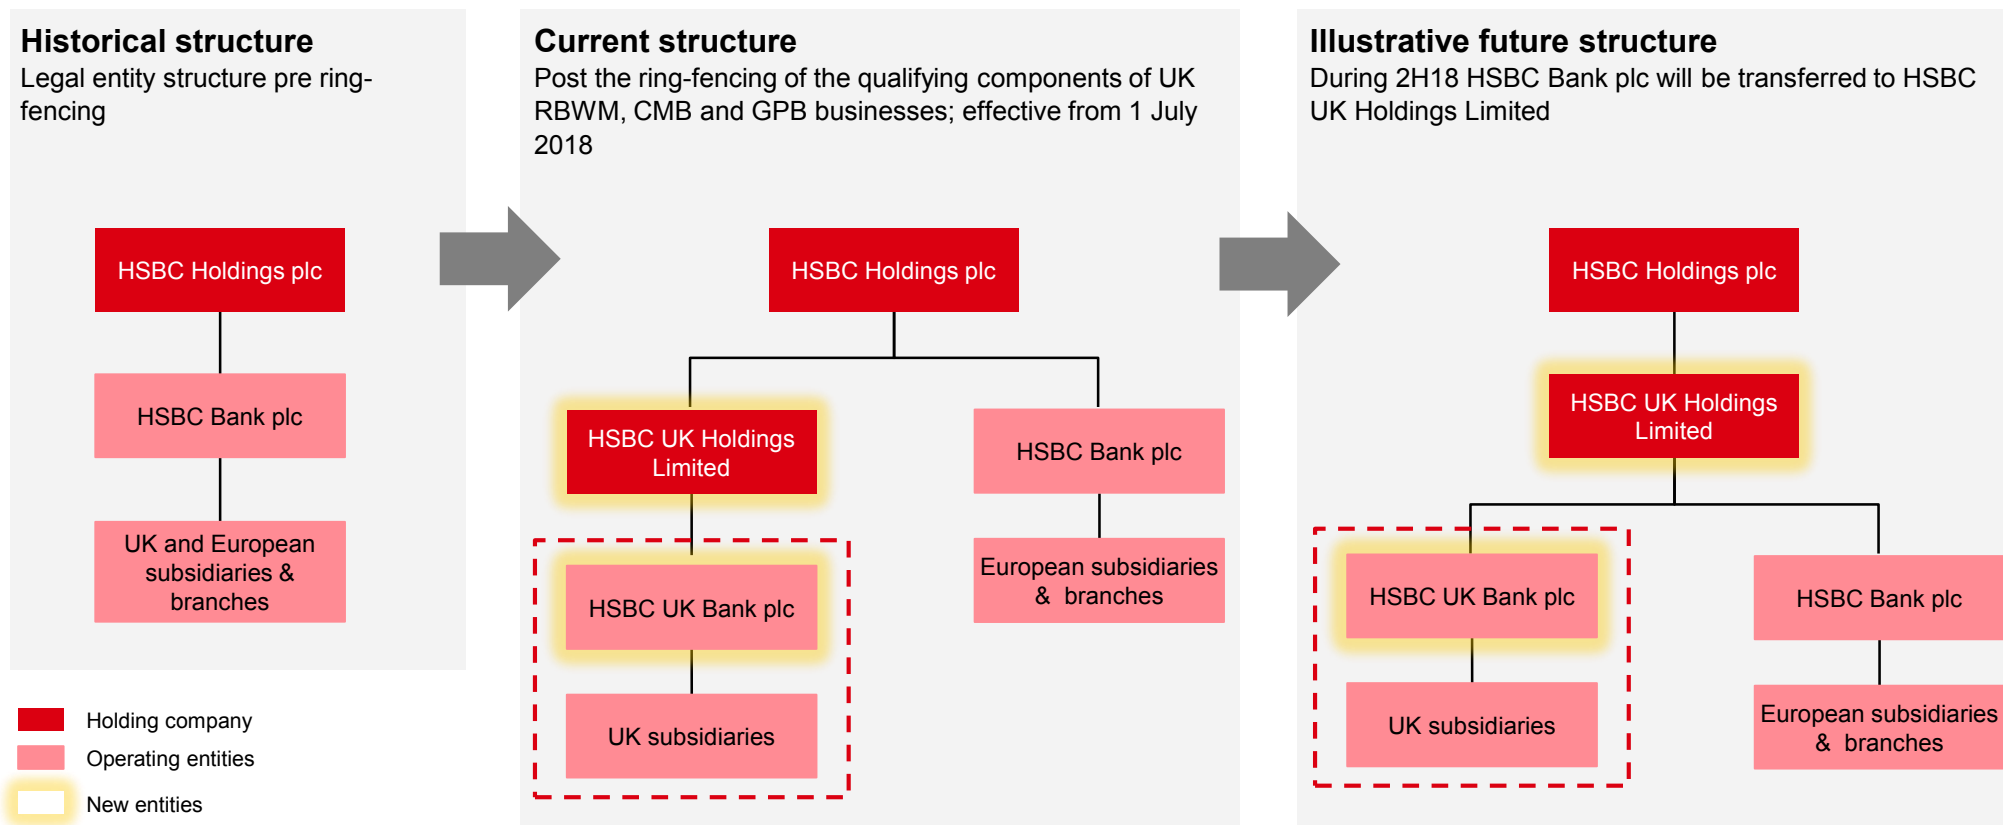 Historical structure
Legal entity structure pre ring-
fencing
HSBC Holdings plc
HSBC Bank plc
UK and European
subsidiaries &
branches
Holding company
Operating entities
New entities
Current structure
Post the ring-fencing of the qualifying components of UK
RBWM, CMB and GPB businesses; effective from 1 July
2018
HSBC Holdings plc
HSBC UK Holdings
Limited
HSBC Bank plc
HSBC UK Bank plc
European subsidiaries
& branches
UK subsidiaries
Illustrative future structure
During 2H18 HSBC Bank plc will be transferred to HSBC
UK Holdings Limited
HSBC Holdings plc
HSBC UK Holdings
Limited
HSBC UK Bank plc
HSBC Bank plc
UK subsidiaries
European subsidiaries
& branches